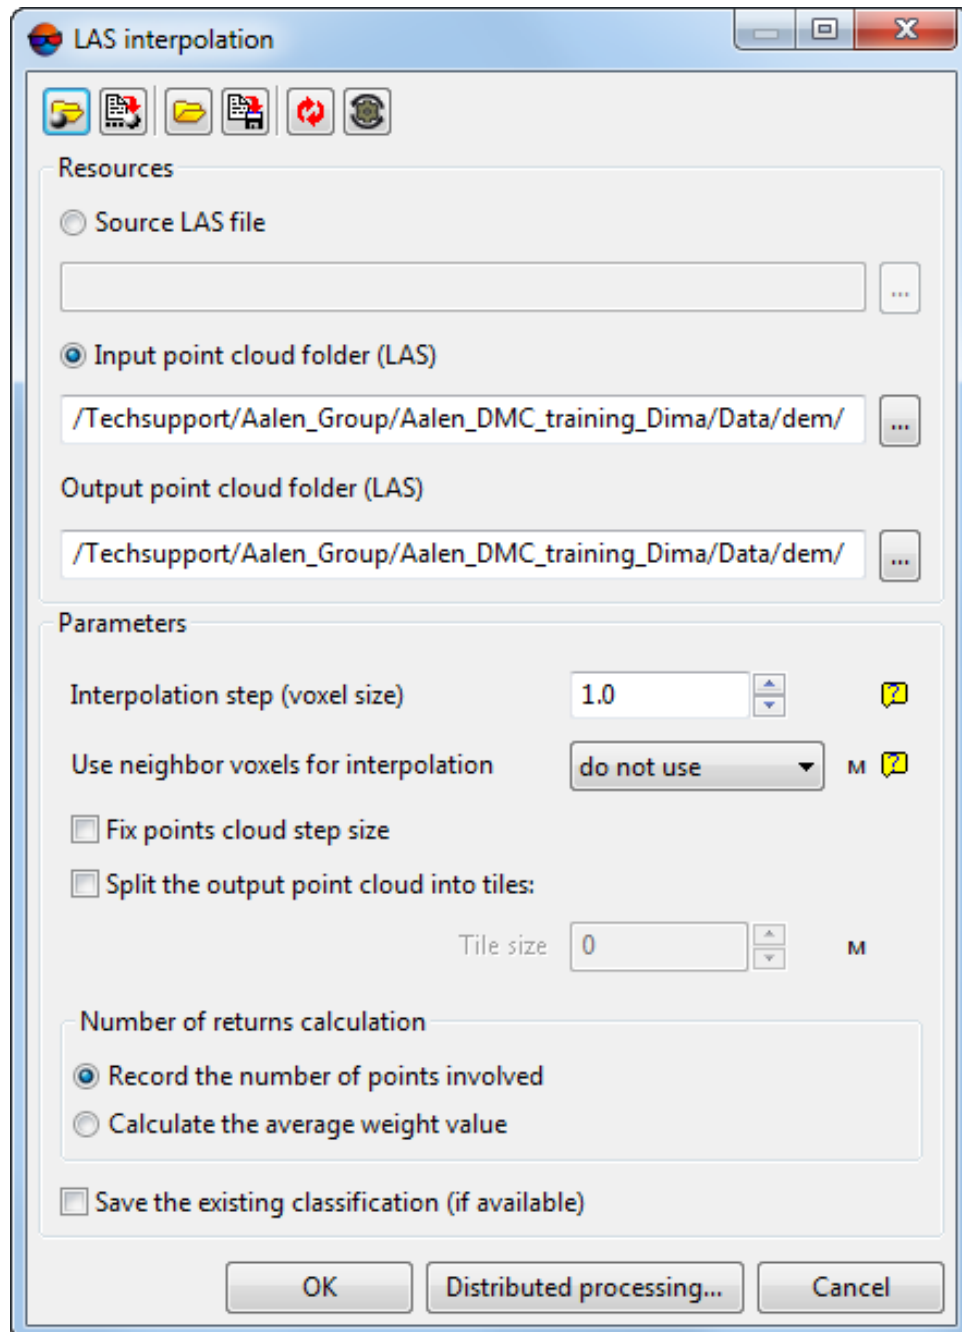 LAS interpolation
Resources
Source LAS file
...
Input point cloud folder (LAS)
/Techsupport/Aalen_Group/Aalen_DMC_training_Dima/Data/dem/ ...
Output point cloud folder (LAS)
/Techsupport/Aalen_Group/Aalen_DMC_training_Dima/Data/dem/ ...
Parameters
Interpolation step (voxel size) 1.0 ?
Use neighbor voxels for interpolation do not use м ?
Fix points cloud step size
Split the output point cloud into tiles:
Tile size 0 м
Number of returns calculation
Record the number of points involved
Calculate the average weight value
Save the existing classification (if available)
OK Distributed processing... Cancel